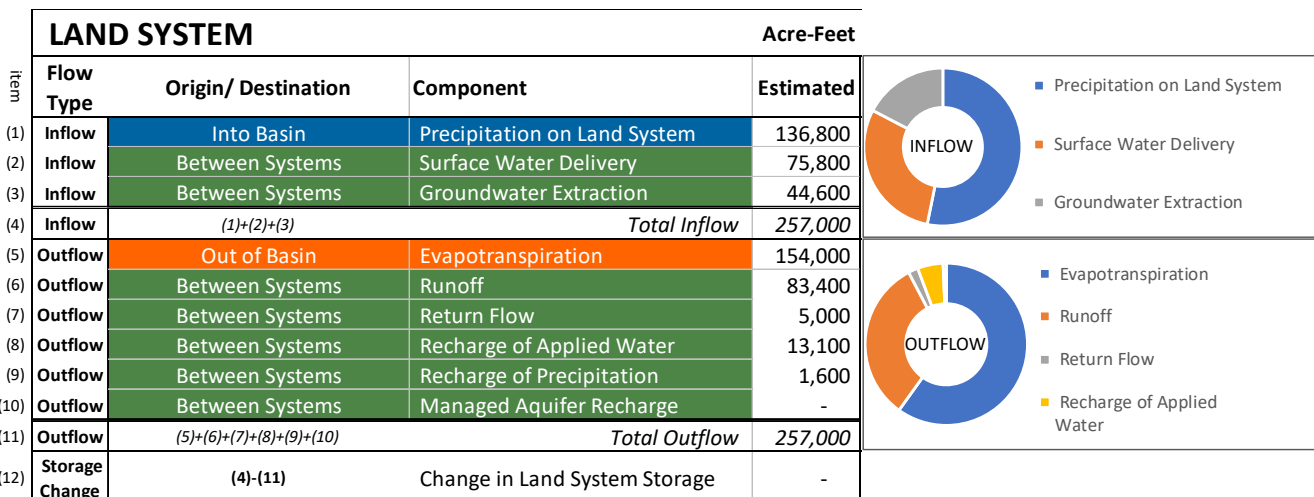 LAND SYSTEM Acre-Feet
item Flow Type Origin/ Destination Component Estimated
(1) Inflow Into Basin Precipitation on Land System 136,800
(2) Inflow Between Systems Surface Water Delivery 75,800
(3) Inflow Between Systems Groundwater Extraction 44,600
(4) Inflow (1)+(2)+(3) Total Inflow 257,000
(5) Outflow Out of Basin Evapotranspiration 154,000
(6) Outflow Between Systems Runoff 83,400
(7) Outflow Between Systems Return Flow 5,000
(8) Outflow Between Systems Recharge of Applied Water 13,100
(9) Outflow Between Systems Recharge of Precipitation 1,600
(10) Outflow Between Systems Managed Aquifer Recharge -
(11) Outflow (5)+(6)+(7)+(8)+(9)+(10) Total Outflow 257,000
(12) Storage Change (4)-(11) Change in Land System Storage -
INFLOW
Precipitation on Land System
Surface Water Delivery
Groundwater Extraction
OUTFLOW
Evapotranspiration
Runoff
Return Flow
Recharge of Applied
Water